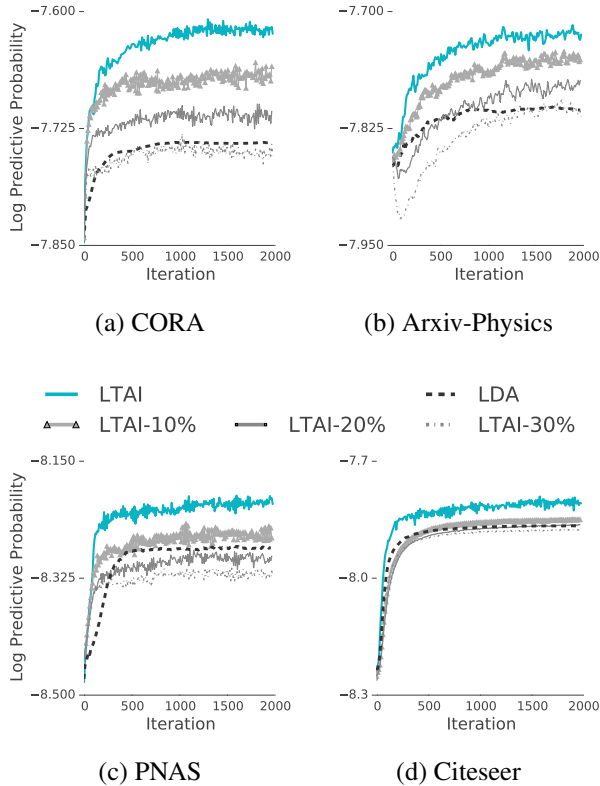 −7.600
−7.725
−7.850
Log Predictive Probability
0 500 1000 1500 2000
Iteration
(a) CORA
−7.700
−7.825
−7.950
0 500 1000 1500 2000
Iteration
(b) Arxiv-Physics
LTAI LDA
LTAI-10% LTAI-20% LTAI-30%
−8.150
−8.325
−8.500
Log Predictive Probability
0 500 1000 1500 2000
Iteration
(c) PNAS
−7.7
−8.0
−8.3
0 500 1000 1500 2000
Iteration
(d) Citeseer